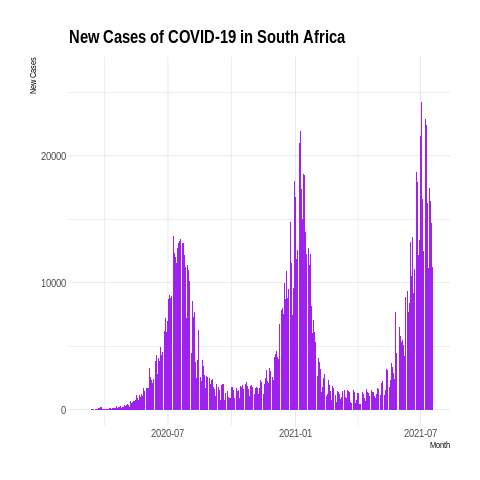 New Cases of COVID-19 in South Africa
New Cases
20000
10000
0
2020-07
2021-01
2021-07
Month